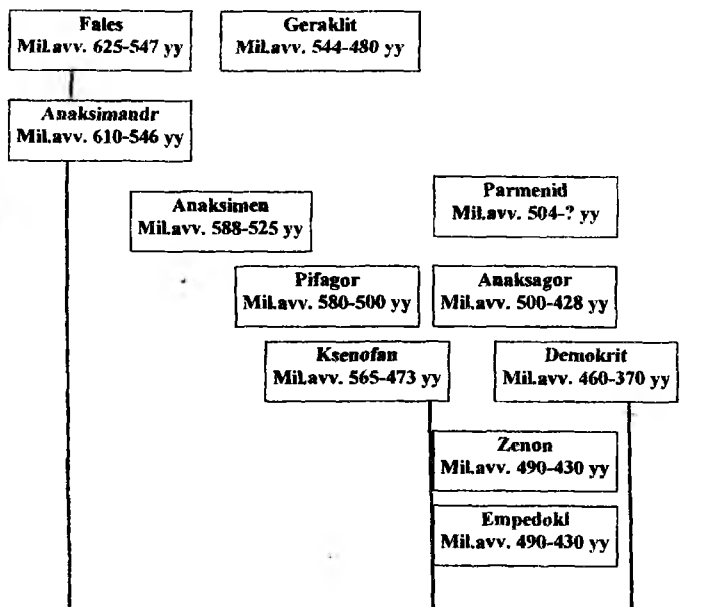 Fales
Mil.avv. 625-547 yy
Geraklit
Mil.avv. 544-480 yy
Anaksimandr
Mil.avv. 610-546 yy
Anaksimen
Mil.avv. 588-525 yy
Parmenid
Mil.avv. 504-? yy
Pifagor
Mil.avv. 580-500 yy
Anaksagor
Mil.avv. 500-428 yy
Ksenofan
Mil.avv. 565-473 yy
Demokrit
Mil.avv. 460-370 yy
Zenon
Mil.avv. 490-430 yy
Empedokl
Mil.avv. 490-430 yy